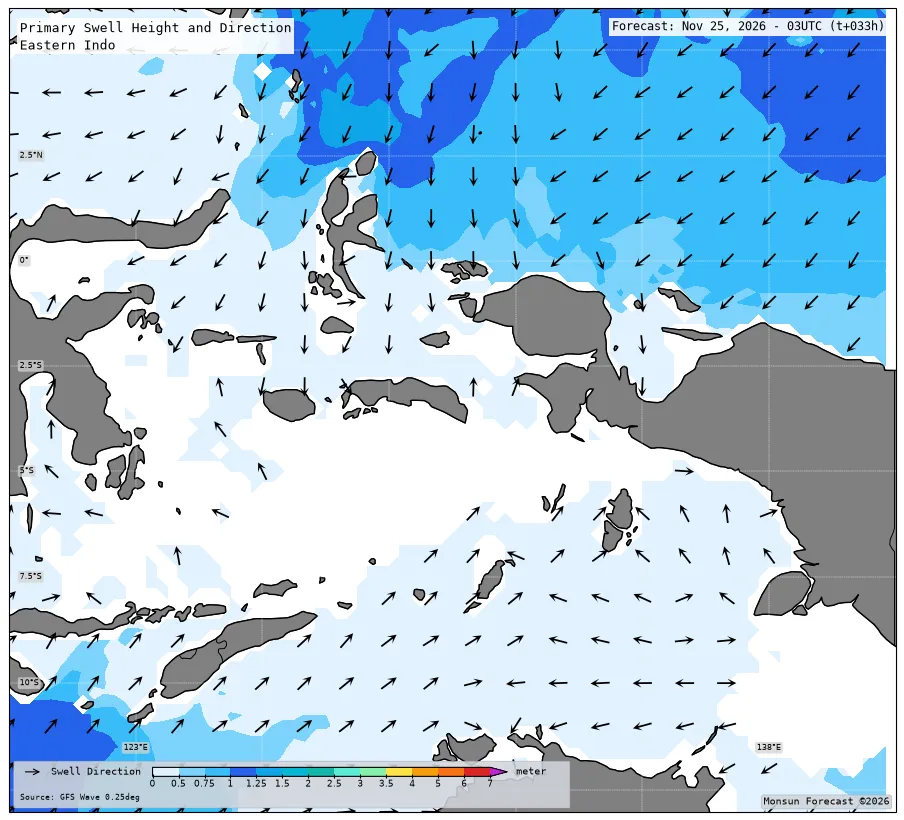 Primary Swell Height and Direction
Eastern Indo
Forecast: Nov 25, 2026 - 03UTC (t+033h)
2.5°N
0°
2.5°S
5°S
7.5°S
10°S
123°E
138°E
Swell Direction
0 0.5 0.75 1 1.25 1.5 2 2.5 3 3.5 4 5 6 7
meter
Source: GFS Wave 0.25deg
Monsun Forecast ©2026